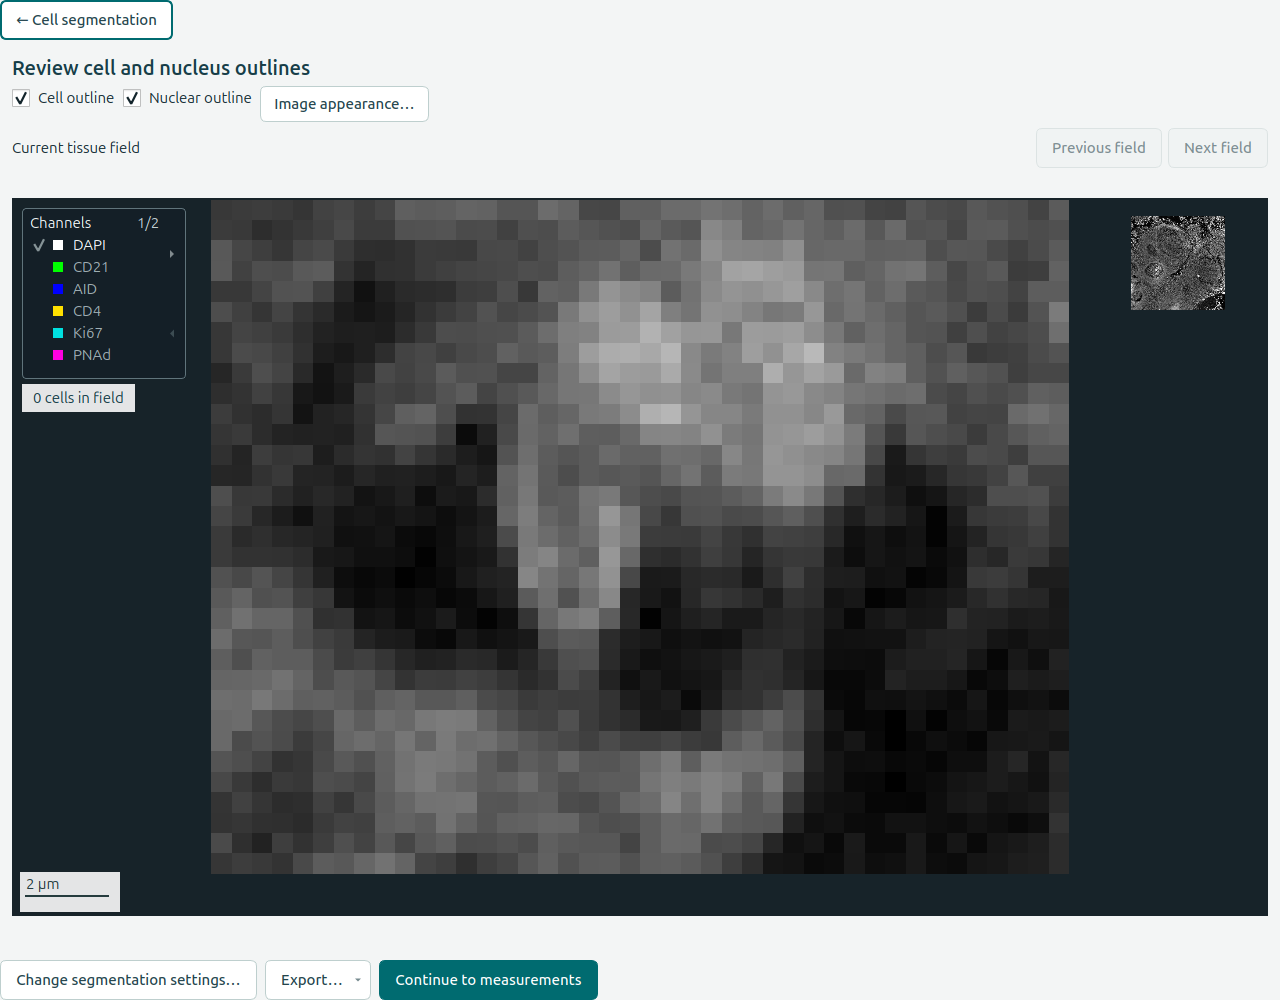 ← Cell segmentation
Review cell and nucleus outlines
Cell outline
Nuclear outline
Image appearance...
Current tissue field
Previous field
Next field
Channels 1/2
DAPI
CD21
AID
CD4
Ki67
PNAd
0 cells in field
2 µm
Change segmentation settings...
Export...
Continue to measurements